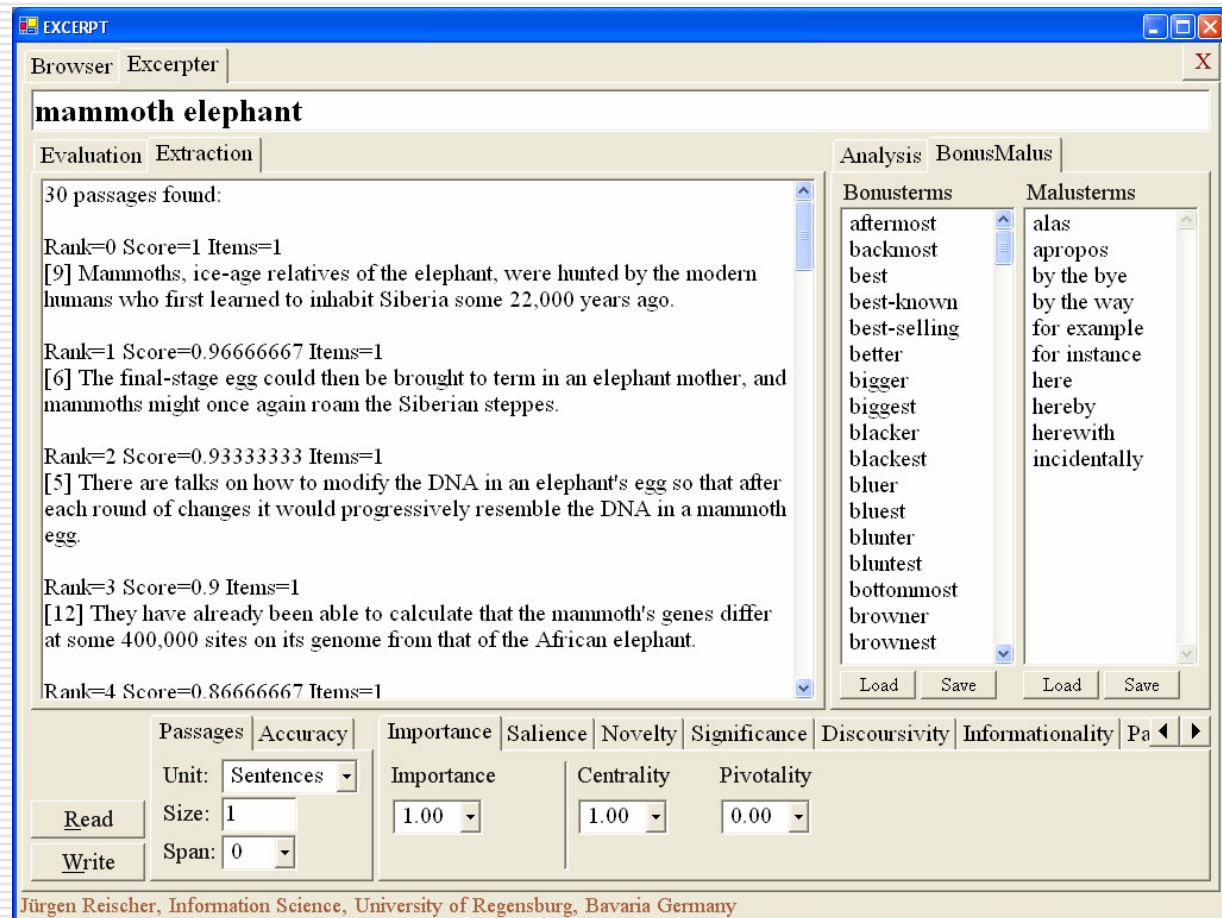 EXCERPT
Browser Excerpter X
mammoth elephant
Evaluation Extraction
30 passages found:
Rank=0 Score=1 Items=1
[9] Mammoths, ice-age relatives of the elephant, were hunted by the modern
humans who first learned to inhabit Siberia some 22,000 years ago.
Rank=1 Score=0.96666667 Items=1
[6] The final-stage egg could then be brought to term in an elephant mother, and
mammoths might once again roam the Siberian steppes.
Rank=2 Score=0.93333333 Items=1
[5] There are talks on how to modify the DNA in an elephant's egg so that after
each round of changes it would progressively resemble the DNA in a mammoth
egg.
Rank=3 Score=0.9 Items=1
[12] They have already been able to calculate that the mammoth's genes differ
at some 400,000 sites on its genome from that of the African elephant.
Rank=4 Score=0.86666667 Items=1
Analysis BonusMalus
Bonusterms
aftermost
backmost
best
best-known
best-selling
better
bigger
biggest
blacker
blackest
bluer
bluest
blunter
bluntest
bottommost
browner
brownest
Load Save
Malusterms
alas
apropos
by the bye
by the way
for example
for instance
here
hereby
herewith
incidentally
Load Save
Read
Write
Passages Accuracy
Unit: Sentences
Size: 1
Span: 0
Importance Salience Novelty Significance Discoursivity Informationality Pa
Importance Centrality Pivotality
1.00 1.00 0.00
Jürgen Reischer, Information Science, University of Regensburg, Bavaria Germany